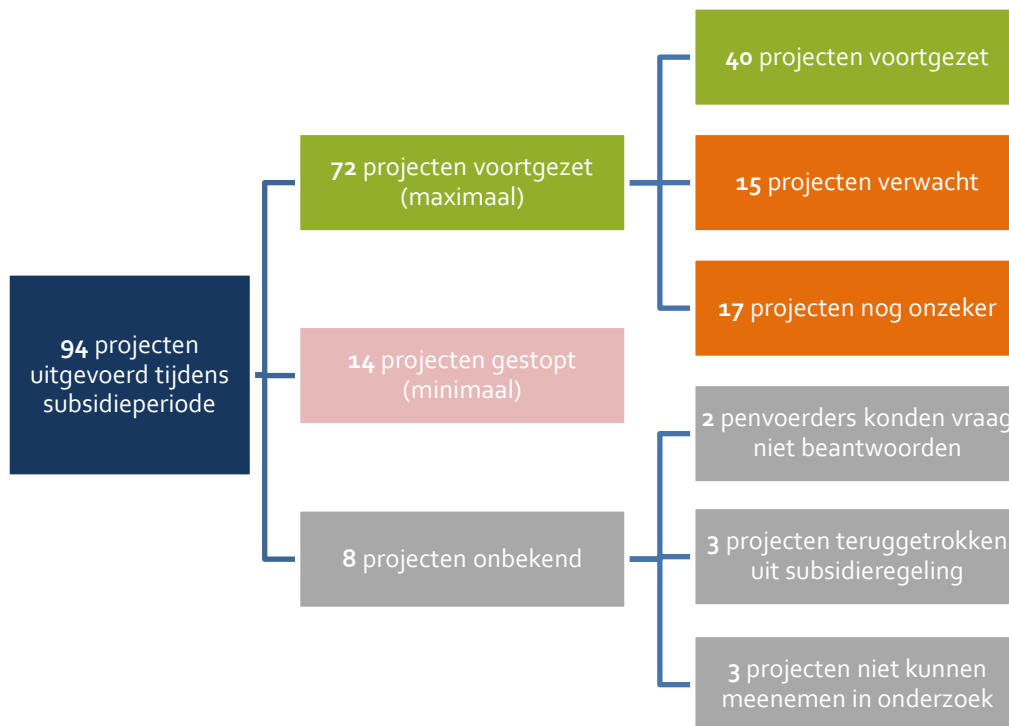 94 projecten
uitgevoerd tijdens
subsidieperiode
72 projecten voortgezet
(maximaal)
40 projecten voortgezet
15 projecten verwacht
17 projecten nog onzeker
14 projecten gestopt
(minimaal)
8 projecten onbekend
2 penvoerders konden vraag
niet beantwoorden
3 projecten teruggetrokken
uit subsidieregeling
3 projecten niet kunnen
meenemen in onderzoek